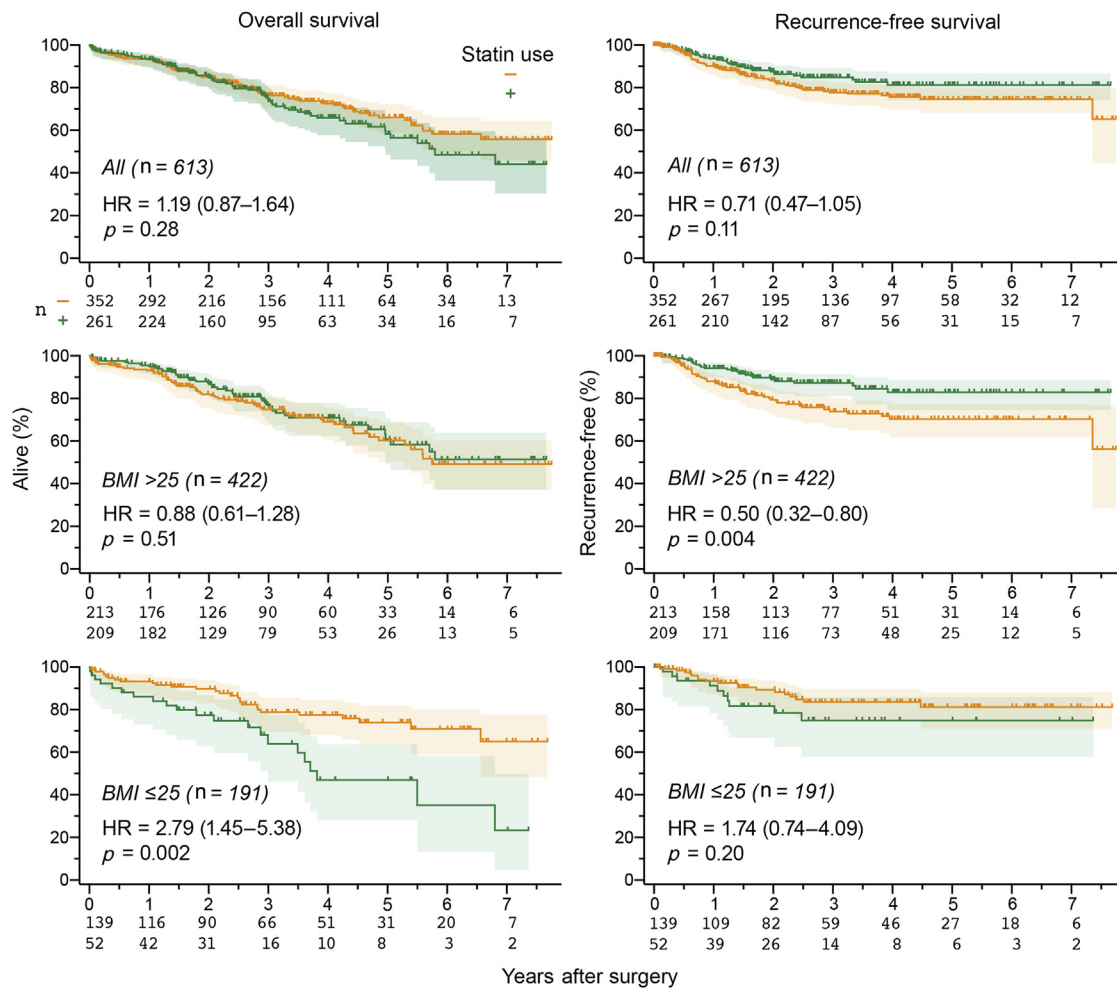 Overall survival
Recurrence-free survival
Statin use
−
+
100
80
60
40
20
0
All (n = 613)
HR = 1.19 (0.87–1.64)
p = 0.28
0 1 2 3 4 5 6 7
n
− 352 292 216 156 111 64 34 13
+ 261 224 160 95 63 34 16 7
100
80
60
40
20
0
All (n = 613)
HR = 0.71 (0.47–1.05)
p = 0.11
0 1 2 3 4 5 6 7
352 267 195 136 97 58 32 12
261 210 142 87 56 31 15 7
Alive (%)
100
80
60
40
20
0
BMI >25 (n = 422)
HR = 0.88 (0.61–1.28)
p = 0.51
0 1 2 3 4 5 6 7
213 176 126 90 60 33 14 6
209 182 129 79 53 26 13 5
Recurrence-free (%)
100
80
60
40
20
0
BMI >25 (n = 422)
HR = 0.50 (0.32–0.80)
p = 0.004
0 1 2 3 4 5 6 7
213 158 113 77 51 31 14 6
209 171 116 73 48 25 12 5
100
80
60
40
20
0
BMI ≤25 (n = 191)
HR = 2.79 (1.45–5.38)
p = 0.002
0 1 2 3 4 5 6 7
139 116 90 66 51 31 20 7
52 42 31 16 10 8 3 2
100
80
60
40
20
0
BMI ≤25 (n = 191)
HR = 1.74 (0.74–4.09)
p = 0.20
0 1 2 3 4 5 6 7
139 109 82 59 46 27 18 6
52 39 26 14 8 6 3 2
Years after surgery